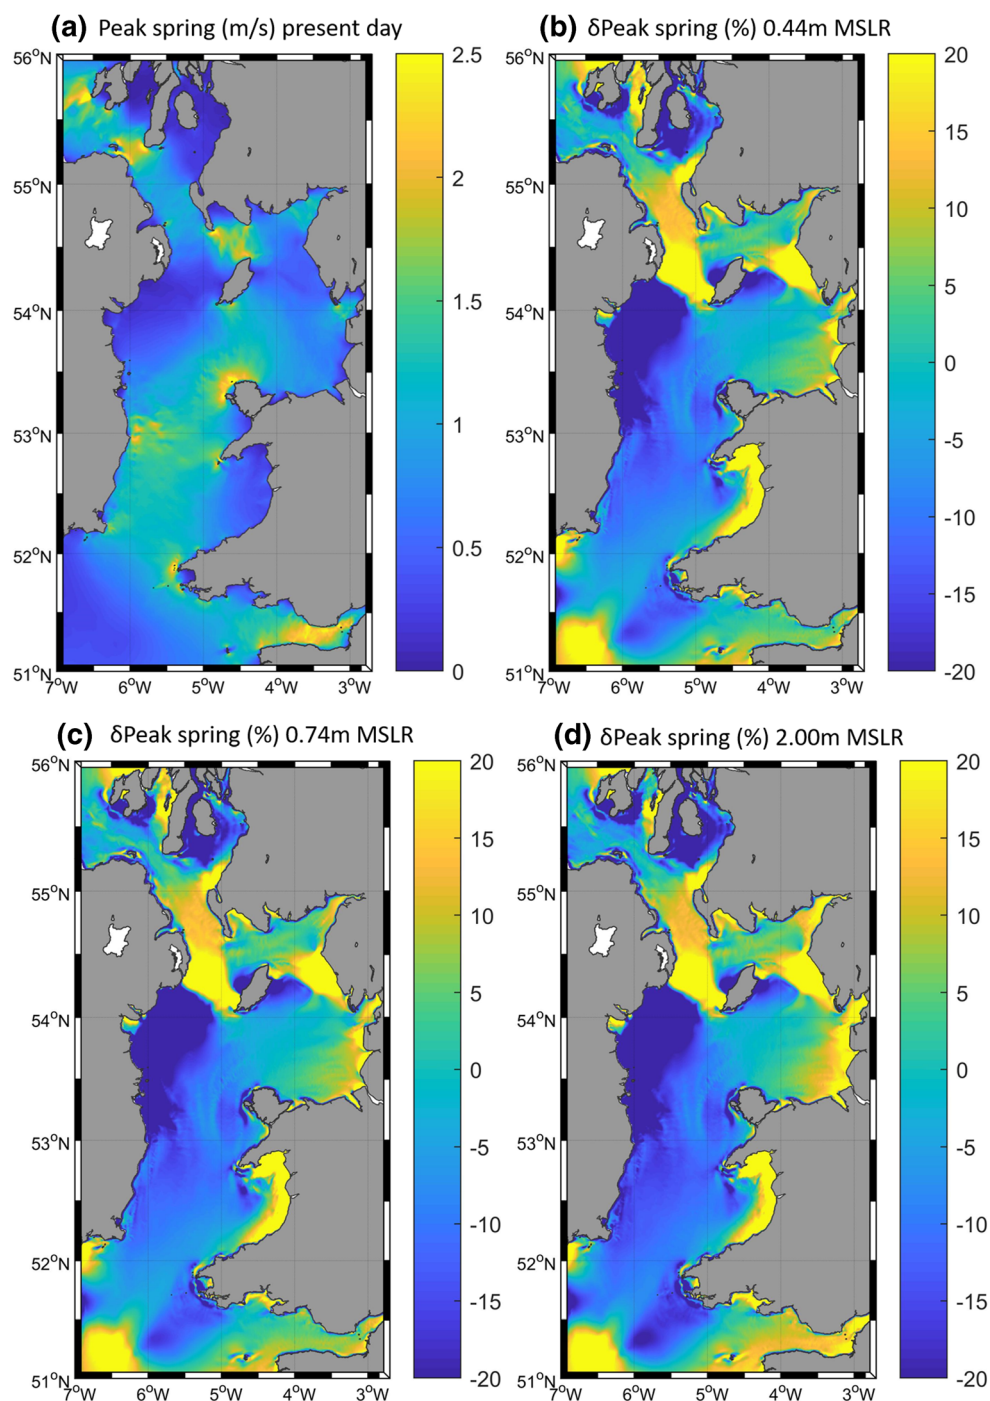 (a) Peak spring (m/s) present day
56°N
55°N
54°N
53°N
52°N
51°N
7°W 6°W 5°W 4°W 3°W
2.5
2
1.5
1
0.5
0
(b) δPeak spring (%) 0.44m MSLR
56°N
55°N
54°N
53°N
52°N
51°N
7°W 6°W 5°W 4°W 3°W
20
15
10
5
0
-5
-10
-15
-20
(c) δPeak spring (%) 0.74m MSLR
56°N
55°N
54°N
53°N
52°N
51°N
7°W 6°W 5°W 4°W 3°W
20
15
10
5
0
-5
-10
-15
-20
(d) δPeak spring (%) 2.00m MSLR
56°N
55°N
54°N
53°N
52°N
51°N
7°W 6°W 5°W 4°W 3°W
20
15
10
5
0
-5
-10
-15
-20